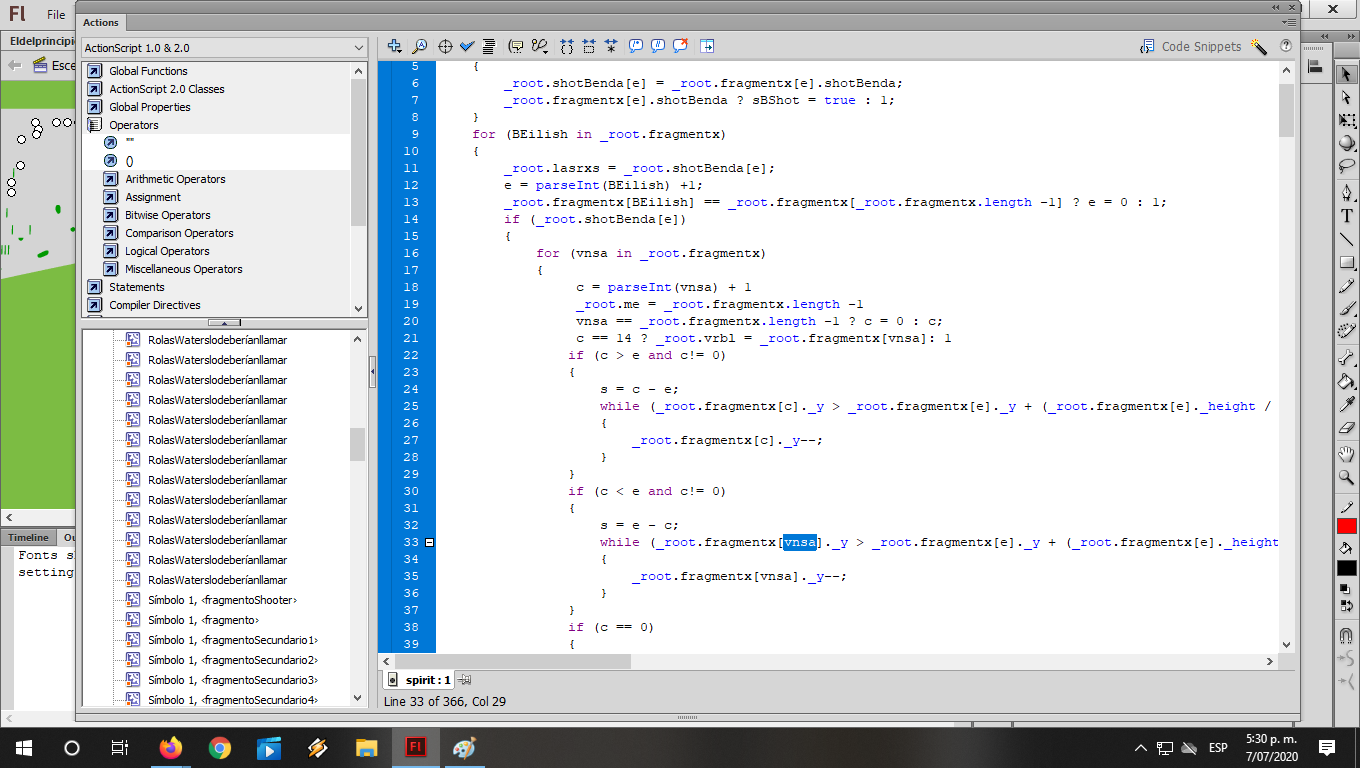 Fl File
Actions
Eldelprincipi
Esce
ActionScript 1.0 & 2.0
Code Snippets
Global Functions
ActionScript 2.0 Classes
Global Properties
Operators
""
()
Arithmetic Operators
Assignment
Bitwise Operators
Comparison Operators
Logical Operators
Miscellaneous Operators
Statements
Compiler Directives
RolasWaterslodeberíanllamar
RolasWaterslodeberíanllamar
RolasWaterslodeberíanllamar
RolasWaterslodeberíanllamar
RolasWaterslodeberíanllamar
RolasWaterslodeberíanllamar
RolasWaterslodeberíanllamar
RolasWaterslodeberíanllamar
RolasWaterslodeberíanllamar
RolasWaterslodeberíanllamar
RolasWaterslodeberíanllamar
RolasWaterslodeberíanllamar
RolasWaterslodeberíanllamar
Símbolo 1, <fragmentoShooter>
Símbolo 1, <fragmento>
Símbolo 1, <fragmentoSecundario1>
Símbolo 1, <fragmentoSecundario2>
Símbolo 1, <fragmentoSecundario3>
Símbolo 1, <fragmentoSecundario4>
5 {
6 _root.shotBenda[e] = _root.fragmentx[e].shotBenda;
7 _root.fragmentx[e].shotBenda ? sBShot = true : 1;
8 }
9 for (BEilish in _root.fragmentx)
10 {
11 _root.lasrxs = _root.shotBenda[e];
12 e = parseInt(BEilish) +1;
13 _root.fragmentx[BEilish] == _root.fragmentx[_root.fragmentx.length -1] ? e = 0 : 1;
14 if (_root.shotBenda[e])
15 {
16 for (vnsa in _root.fragmentx)
17 {
18 c = parseInt(vnsa) + 1
19 _root.me = _root.fragmentx.length -1
20 vnsa == _root.fragmentx.length -1 ? c = 0 : c;
21 c == 14 ? _root.vrbl = _root.fragmentx[vnsa]: 1
22 if (c > e and c!= 0)
23 {
24 s = c - e;
25 while (_root.fragmentx[c]._y > _root.fragmentx[e]._y + (_root.fragmentx[e]._height /
26 {
27 _root.fragmentx[c]._y--;
28 }
29 }
30 if (c < e and c!= 0)
31 {
32 s = e - c;
33 while (_root.fragmentx[vnsa]._y > _root.fragmentx[e]._y + (_root.fragmentx[e]._height
34 {
35 _root.fragmentx[vnsa]._y--;
36 }
37 }
38 if (c == 0)
39 {
Timeline Ou
Fonts s
setting
spirit : 1
Line 33 of 366, Col 29
Fl
ESP
5:30 p. m.
7/07/2020